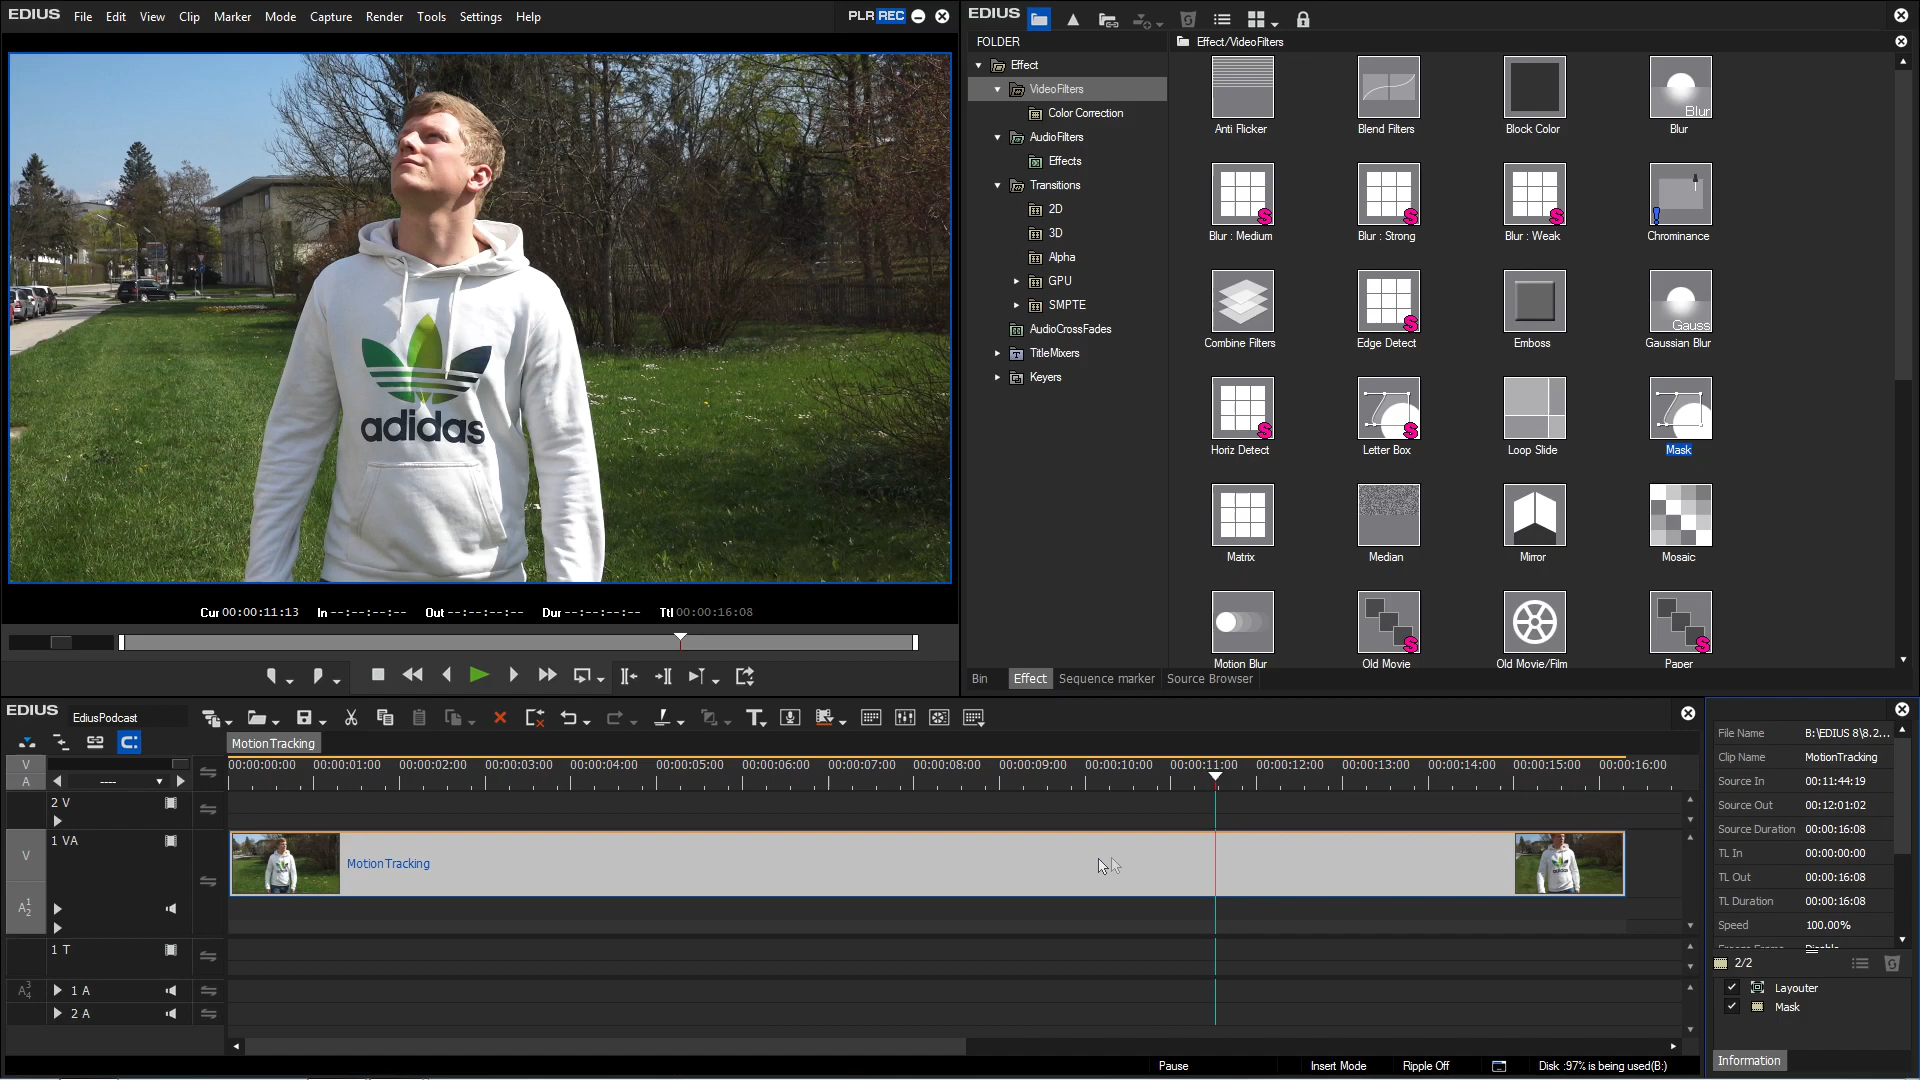 EDIUS File Edit View Clip Marker Mode Capture Render Tools Settings Help PLR REC
adidas
Cur 00:00:11:13 In --:--:--:-- Out --:--:--:-- Dur --:--:--:-- Ttl 00:00:16:08
EDIUS
FOLDER
Effect
VideoFilters
Color Correction
AudioFilters
Effects
Transitions
2D
3D
Alpha
GPU
SMPTE
AudioCrossFades
TitleMixers
Keyers
Effect/VideoFilters
Blur
Anti Flicker Blend Filters Block Color Blur
S S S
Blur : Medium Blur : Strong Blur : Weak Chrominance
S Gauss
Combine Filters Edge Detect Emboss Gaussian Blur
S S
Horiz Detect Letter Box Loop Slide Mask
Matrix Median Mirror Mosaic
S S
Motion Blur Old Movie Old Movie/Film Paper
Bin Effect Sequence marker Source Browser
EDIUS EdiusPodcast
MotionTracking
00:00:00:00 00:00:01:00 00:00:02:00 00:00:03:00 00:00:04:00 00:00:05:00 00:00:06:00 00:00:07:00 00:00:08:00 00:00:09:00 00:00:10:00 00:00:11:00 00:00:12:00 00:00:13:00 00:00:14:00 00:00:15:00 00:00:16:00
V
A ----
2 V
1 VA
V
MotionTracking
A 1 2
1 T
A 3 4 1 A
2 A
Pause Insert Mode Ripple Off Disk :97% is being used(B:)
File Name B:\EDIUS 8\8.2...
Clip Name MotionTracking
Source In 00:11:44:19
Source Out 00:12:01:02
Source Duration 00:00:16:08
TL In 00:00:00:00
TL Out 00:00:16:08
TL Duration 00:00:16:08
Speed 100.00%
2/2
Layouter
Mask
Information